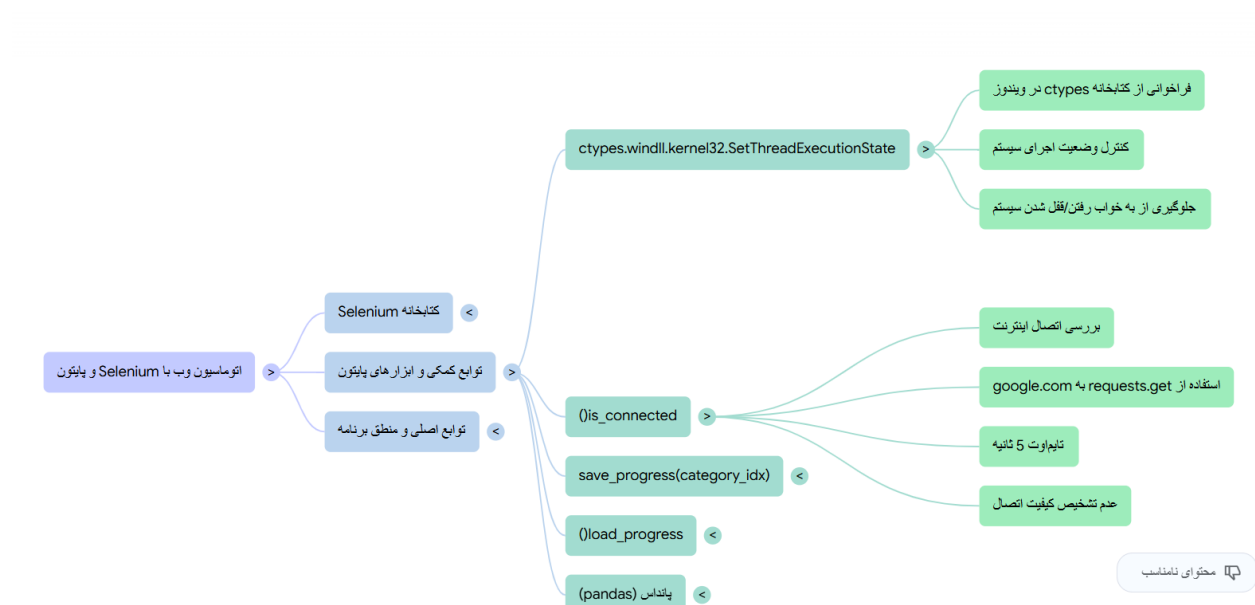 اتوماسیون وب با Selenium و پایتون
کتابخانه Selenium
توابع کمکی و ابزارهای پایتون
توابع اصلی و منطق برنامه
ctypes.windll.kernel32.SetThreadExecutionState
فراخوانی از کتابخانه ctypes در ویندوز
کنترل وضعیت اجرای سیستم
جلوگیری از به خواب رفتن/قفل شدن سیستم
()is_connected
بررسی اتصال اینترنت
استفاده از requests.get به google.com
تایم‌اوت 5 ثانیه
عدم تشخیص کیفیت اتصال
save_progress(category_idx)
()load_progress
پانداس (pandas)
محتوای نامناسب